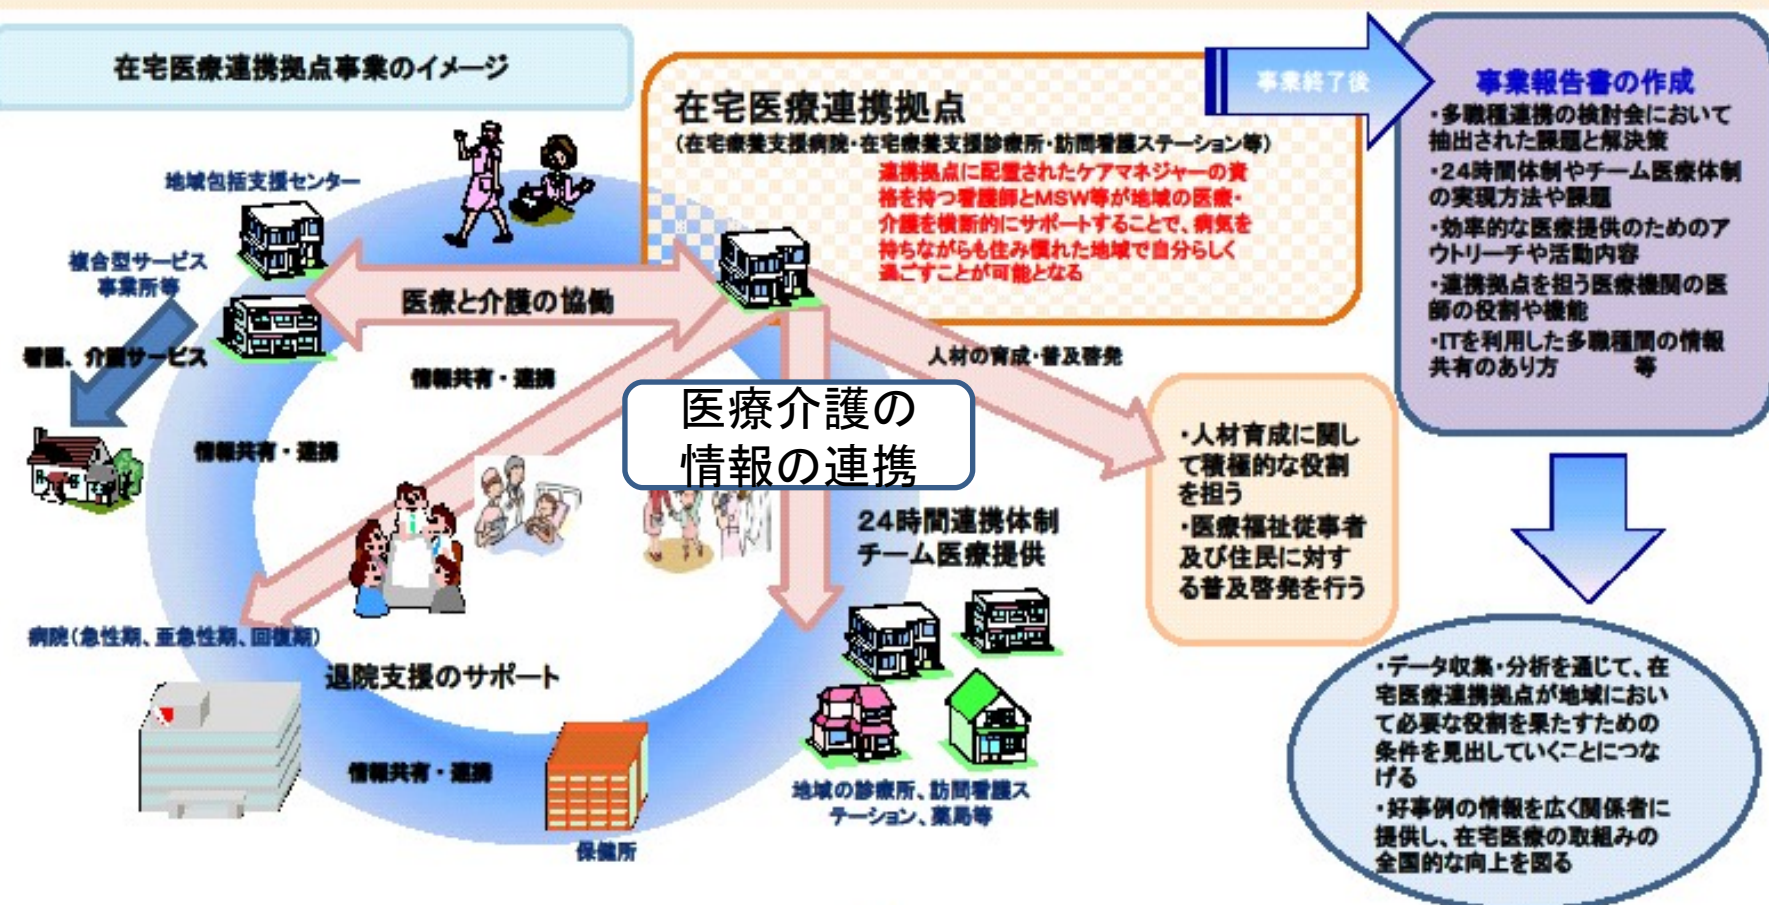 在宅医療連携拠点事業のイメージ
在宅医療連携拠点
(在宅療養支援病院・在宅療養支援診療所・訪問看護ステーション等)
連携拠点に配置されたケアマネジャーの資
格を持つ看護師とMSW等が地域の医療・
介護を横断的にサポートすることで、病気を
持ちながらも住み慣れた地域で自分らしく
過ごすことが可能となる
事業終了後
事業報告書の作成
・多職種連携の検討会において
抽出された課題と解決策
・24時間体制やチーム医療体制
の実現方法や課題
・効率的な医療提供のためのア
ウトリーチや活動内容
・連携拠点を担う医療機関の医
師の役割や機能
・ITを利用した多職種間の情報
共有のあり方 等
地域包括支援センター
複合型サービス
事業所等
医療と介護の協働
看護、介護サービス
情報共有・連携
人材の育成・普及啓発
医療介護の
情報の連携
情報共有・連携
・人材育成に関し
て積極的な役割
を担う
・医療福祉従事者
及び住民に対す
る普及啓発を行う
24時間連携体制
チーム医療提供
病院(急性期、亜急性期、回復期)
退院支援のサポート
情報共有・連携
保健所
地域の診療所、訪問看護ス
テーション、薬局等
・データ収集・分析を通じて、在
宅医療連携拠点が地域におい
て必要な役割を果たすための
条件を見出していくことにつな
げる
・好事例の情報を広く関係者に
提供し、在宅医療の取組みの
全国的な向上を図る